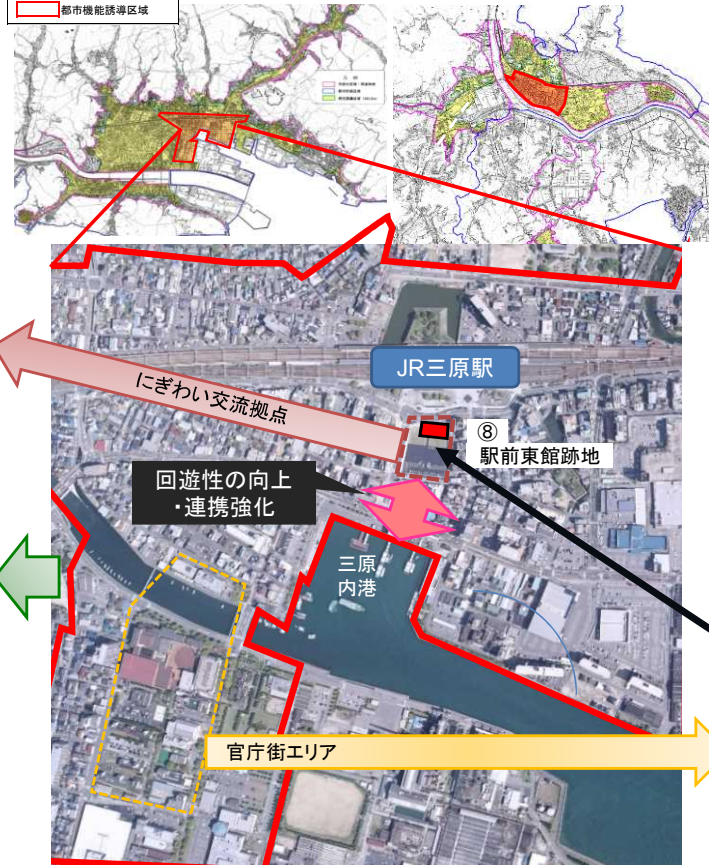 都市機能誘導区域
JR三原駅
にぎわい交流拠点
⑧
駅前東館跡地
回遊性の向上
・連携強化
三原
内港
官庁街エリア